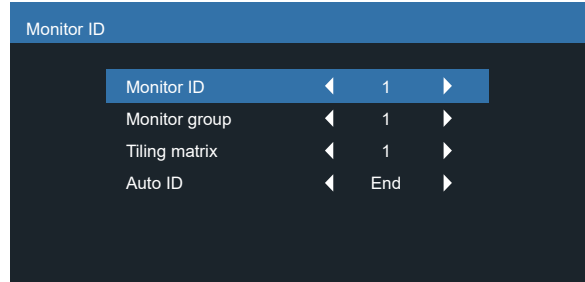 Monitor ID
Monitor ID 1
Monitor group 1
Tiling matrix 1
Auto ID End